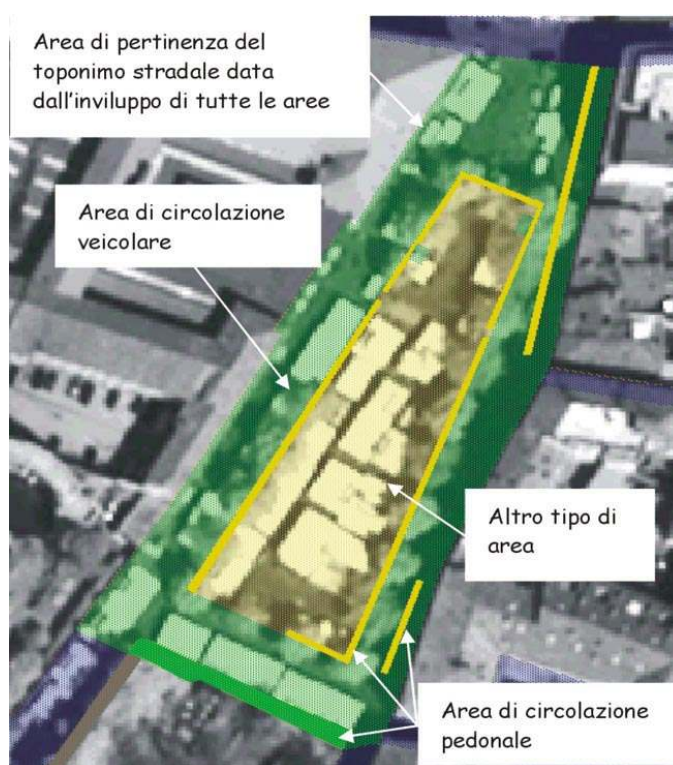 Area di pertinenza del
toponimo stradale data
dall'inviluppo di tutte le aree
Area di circolazione
veicolare
Altro tipo di
area
Area di circolazione
pedonale